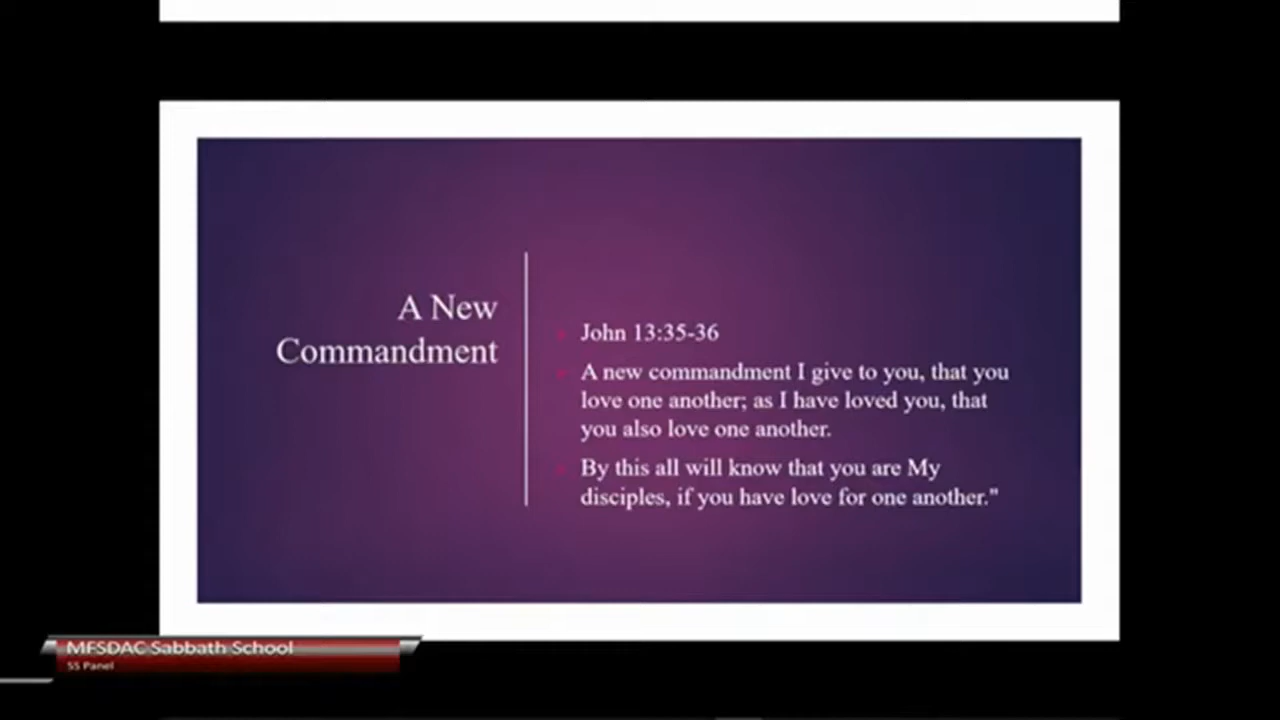 A New
Commandment
John 13:35-36
A new commandment I give to you, that you
love one another; as I have loved you, that
you also love one another.
By this all will know that you are My
disciples, if you have love for one another."
MFSDAC Sabbath School
SS Panel